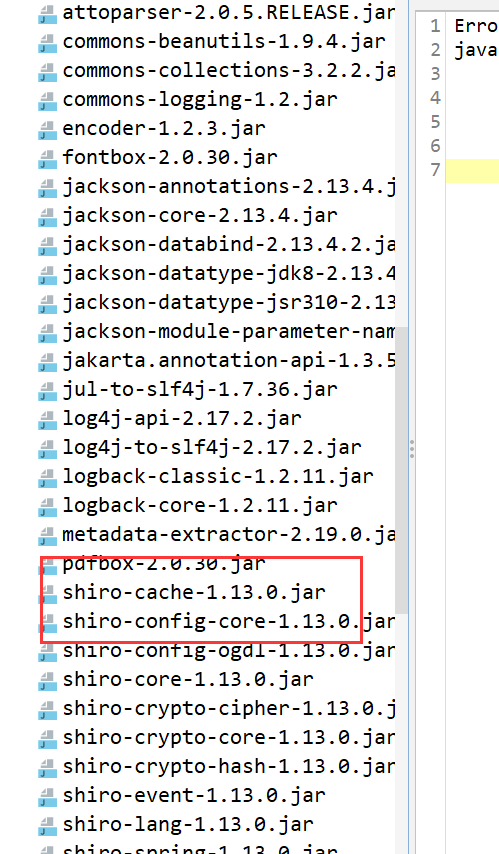 attoparser-2.0.5.RELEASE.jar
commons-beanutils-1.9.4.jar
commons-collections-3.2.2.ja
commons-logging-1.2.jar
encoder-1.2.3.jar
fontbox-2.0.30.jar
jackson-annotations-2.13.4.j
jackson-core-2.13.4.jar
jackson-databind-2.13.4.2.ja
jackson-datatype-jdk8-2.13.4
jackson-datatype-jsr310-2.13
jackson-module-parameter-nam
jakarta.annotation-api-1.3.5
jul-to-slf4j-1.7.36.jar
log4j-api-2.17.2.jar
log4j-to-slf4j-2.17.2.jar
logback-classic-1.2.11.jar
logback-core-1.2.11.jar
metadata-extractor-2.19.0.ja
pdfbox-2.0.30.jar
shiro-cache-1.13.0.jar
shiro-config-core-1.13.0.jar
shiro-config-ogdl-1.13.0.jar
shiro-core-1.13.0.jar
shiro-crypto-cipher-1.13.0.j
shiro-crypto-core-1.13.0.jar
shiro-crypto-hash-1.13.0.jar
shiro-event-1.13.0.jar
shiro-lang-1.13.0.jar
shiro-spring-1.13.0.jar
1 Erro
2 java
3
4
5
6
7